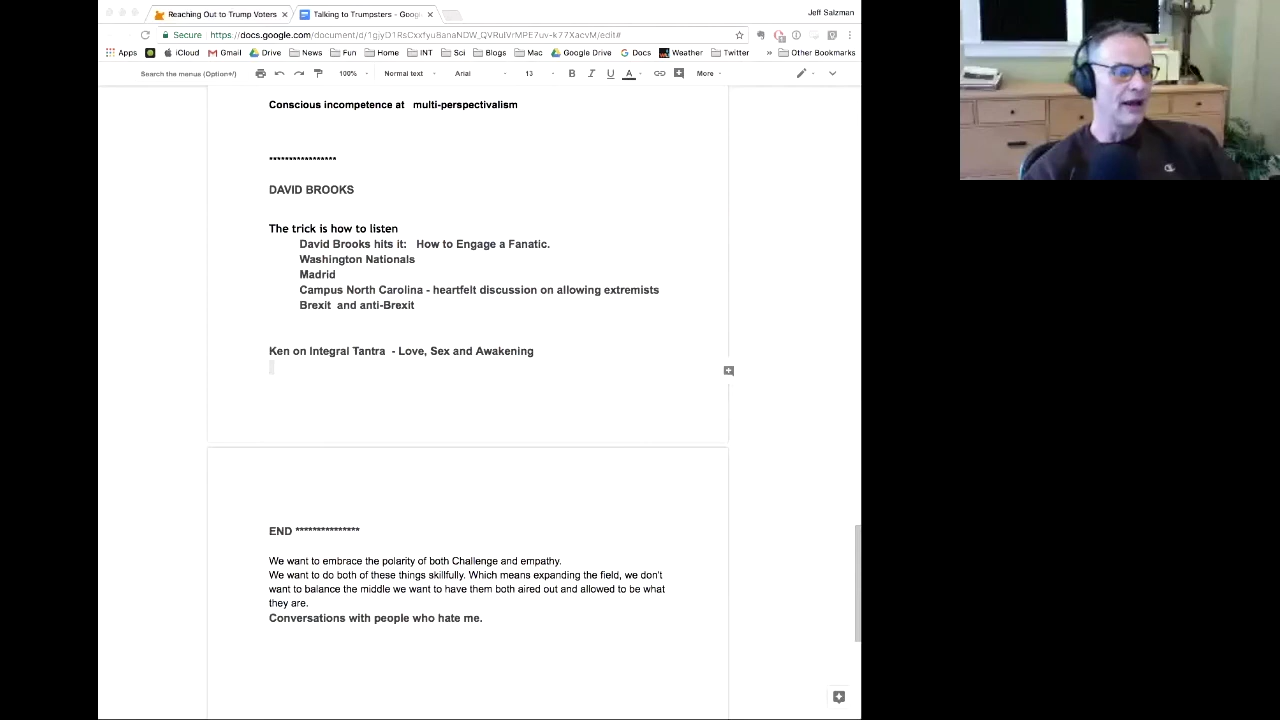 Reaching Out to Trump Voters
Talking to Trumpsters - Goog
Jeff Salzman
Secure
Apps
iCloud
Gmail
Drive
News
Fun
Home
INT
Sci
Blogs
Mac
Google Drive
Docs
Weather
Twitter
»
Other Bookmarks
Search the menus (Option+/)
100%
Normal text
Arial
13
B
I
U
A
More
Conscious incompetence at multi-perspectivalism
*****************
DAVID BROOKS
The trick is how to listen
David Brooks hits it: How to Engage a Fanatic.
Washington Nationals
Madrid
Campus North Carolina - heartfelt discussion on allowing extremists
Brexit and anti-Brexit
Ken on Integral Tantra - Love, Sex and Awakening
END ***************
We want to embrace the polarity of both Challenge and empathy.
We want to do both of these things skillfully. Which means expanding the field, we don't
want to balance the middle we want to have them both aired out and allowed to be what
they are.
Conversations with people who hate me.